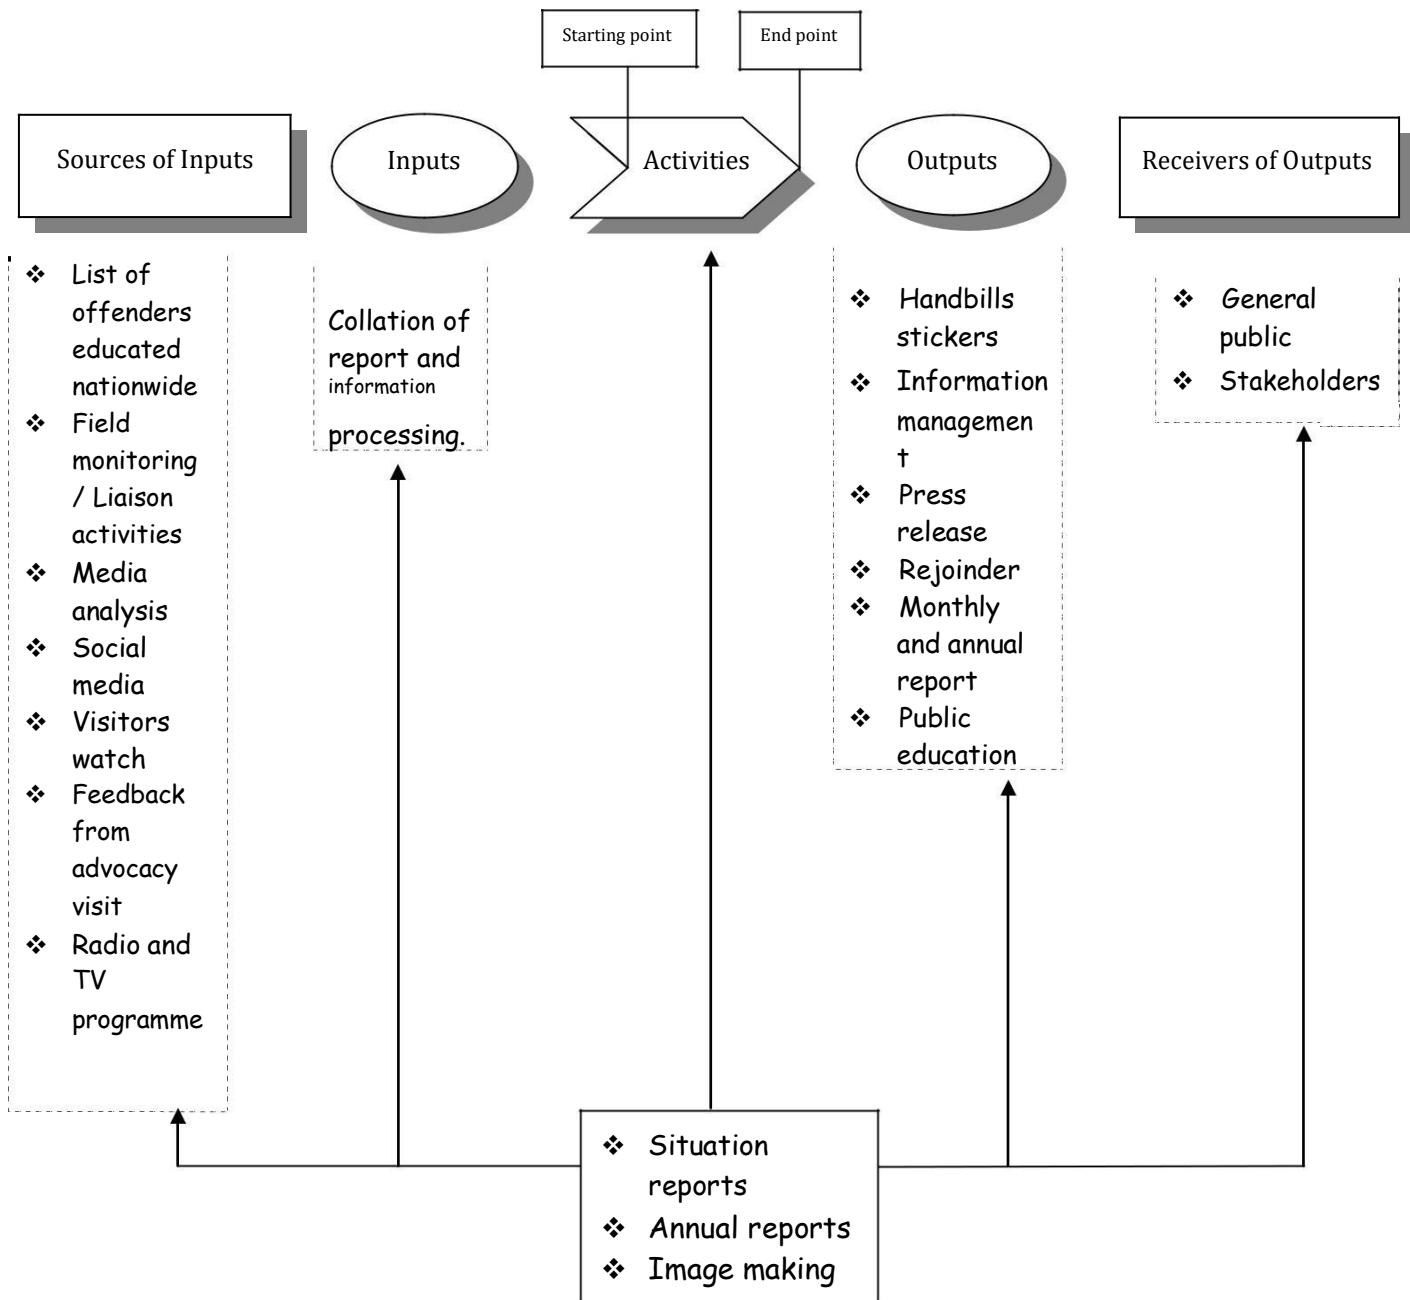 Starting point
End point
Sources of Inputs
Inputs
Activities
Outputs
Receivers of Outputs
❖ List of
offenders
educated
nationwide
❖ Field
monitoring
/ Liaison
activities
❖ Media
analysis
❖ Social
media
❖ Visitors
watch
❖ Feedback
from
advocacy
visit
❖ Radio and
TV
programme
Collation of
report and
information
processing.
❖ Handbills
stickers
❖ Information
managemen
t
❖ Press
release
❖ Rejoinder
❖ Monthly
and annual
report
❖ Public
education
❖ General
public
❖ Stakeholders
❖ Situation
reports
❖ Annual reports
❖ Image making